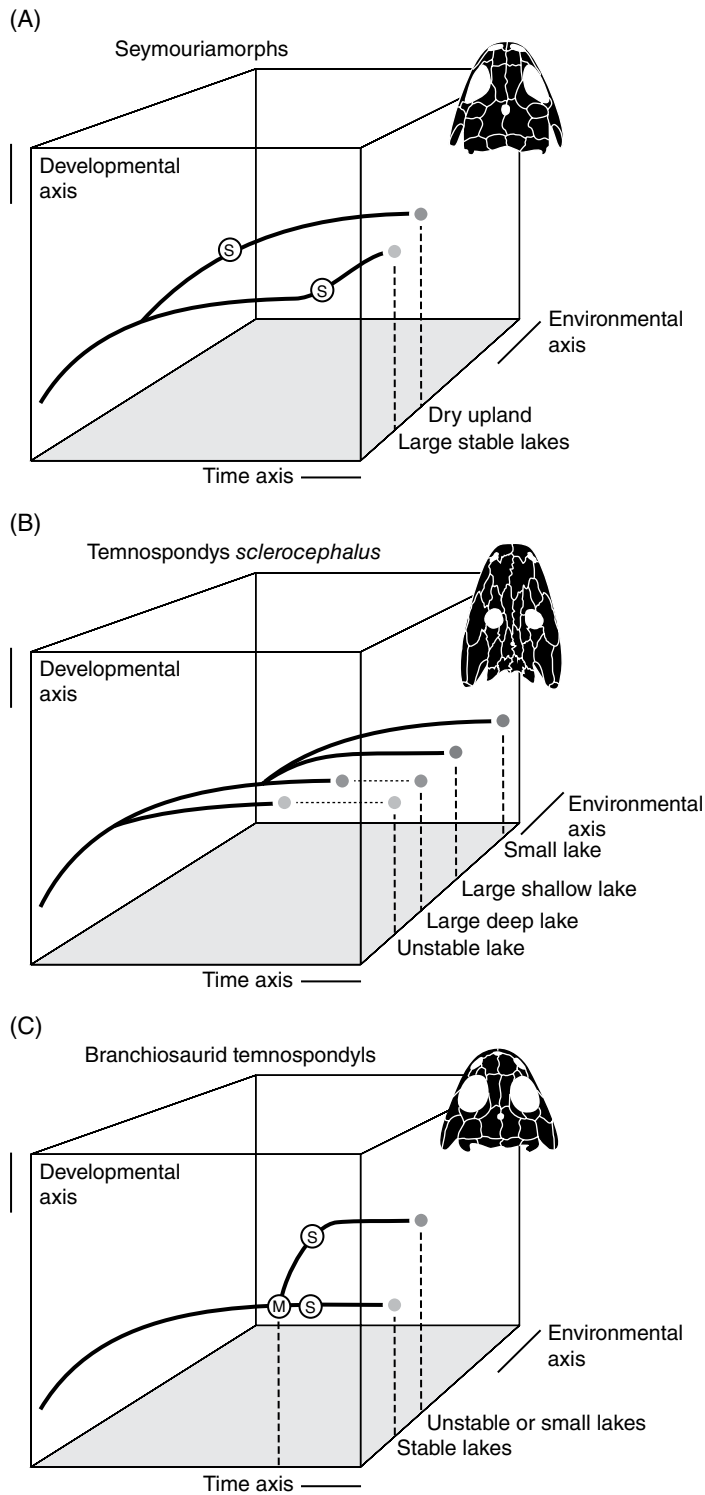 (A)
Seymouriamorphs
Developmental
axis
S
S
Environmental
axis
Dry upland
Large stable lakes
Time axis
(B)
Temnospondys sclerocephalus
Developmental
axis
Environmental
axis
Small lake
Large shallow lake
Large deep lake
Unstable lake
Time axis
(C)
Branchiosaurid temnospondyls
Developmental
axis
S
M
S
Environmental
axis
Unstable or small lakes
Stable lakes
Time axis